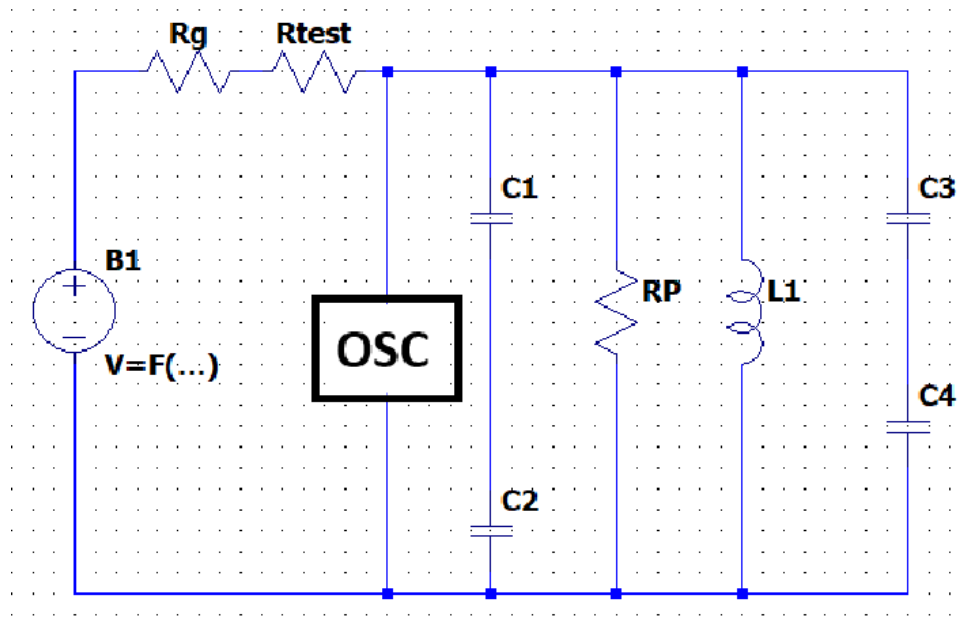 Rg
Rtest
C1
C3
B1
RP
L1
OSC
V=F(...)
C4
C2